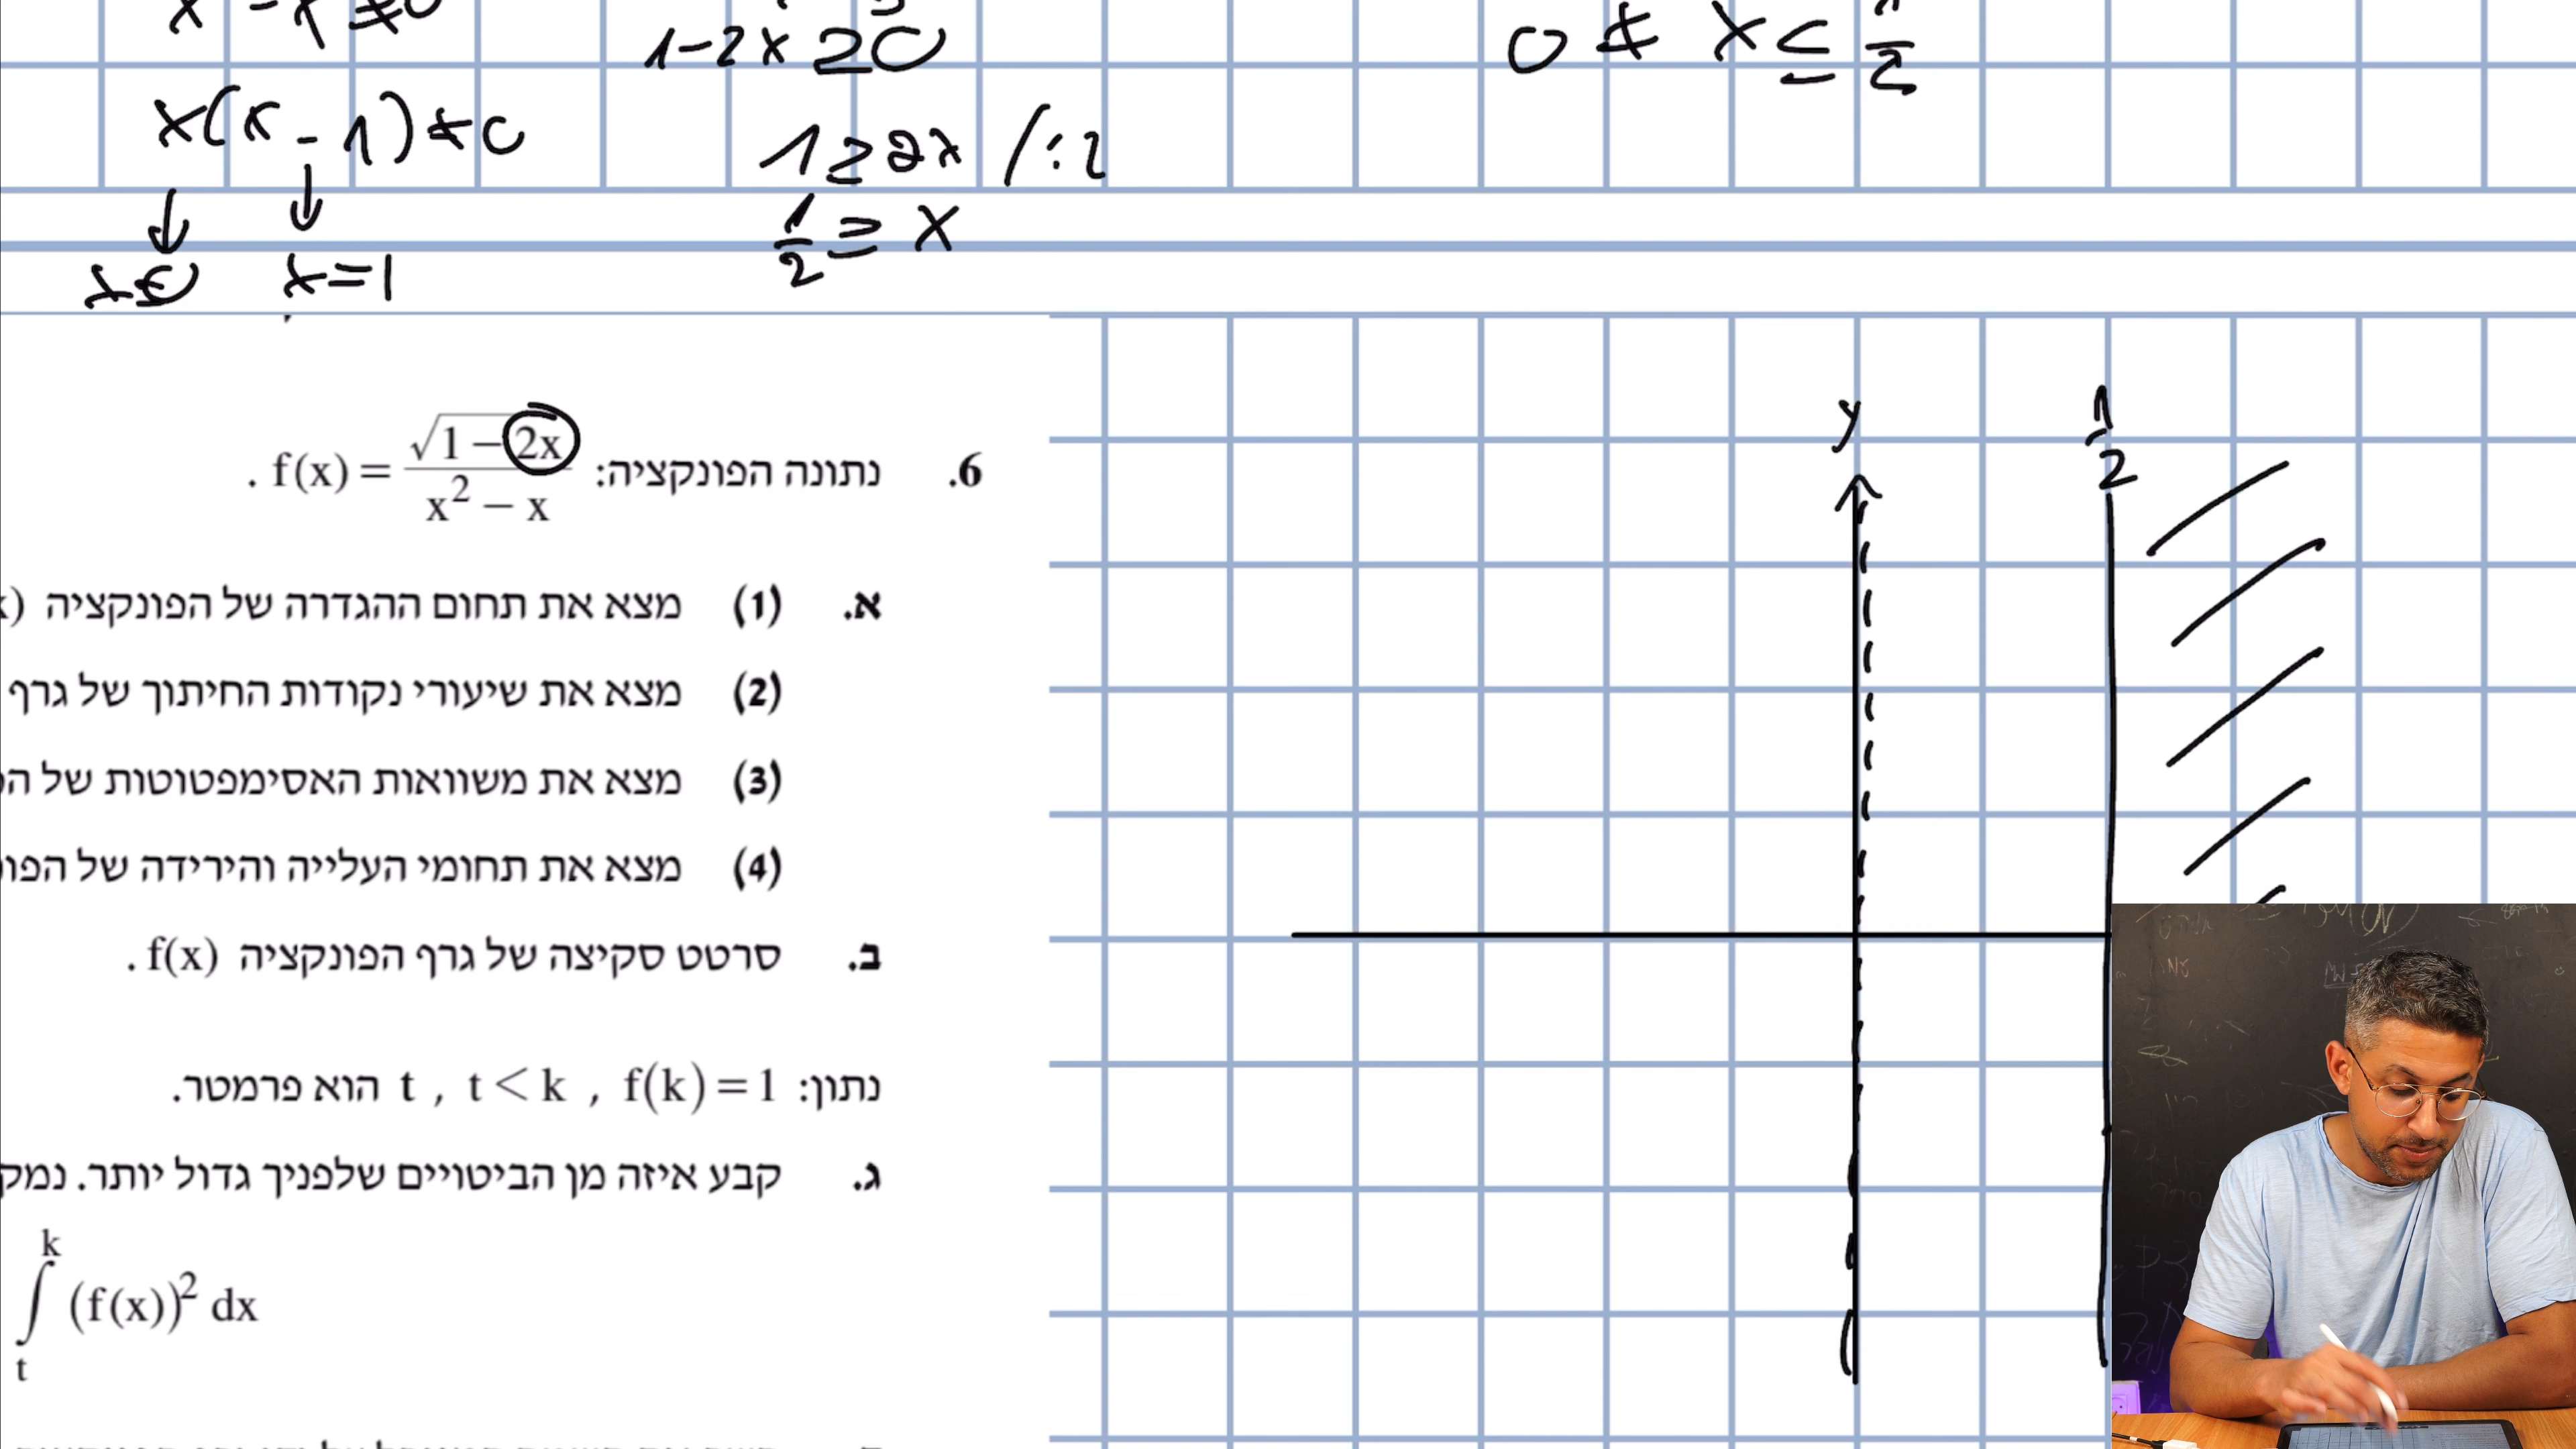 1-2x ≥0
0 ≠ x ≤ 1/2
x(x - 1) ≠ 0
1 ≥ 2x /:2
1/2 ≥ x
x=1
6. נתונה הפונקציה: f(x) = √(1 − 2x) / (x² − x) .
א. (1) מצא את תחום ההגדרה של הפונקציה
(2) מצא את שיעורי נקודות החיתוך של גרף
(3) מצא את משוואות האסימפטוטות של
(4) מצא את תחומי העלייה והירידה של
ב. סרטט סקיצה של גרף הפונקציה f(x) .
נתון: f(k) = 1 , t < k , t הוא פרמטר.
ג. קבע איזה מן הביטויים שלפניך גדול יותר.
∫ₜᵏ (f(x))² dx
y
1/2